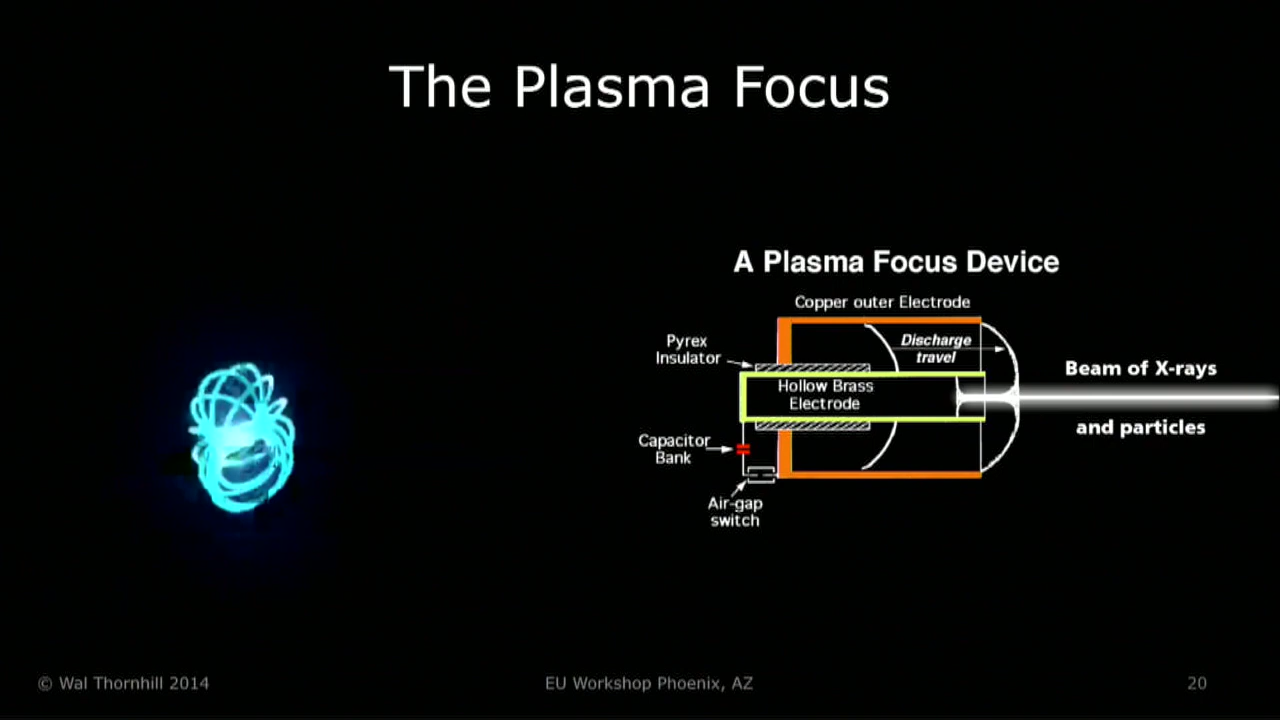 The Plasma Focus
A Plasma Focus Device
Copper outer Electrode
Pyrex
Insulator
Discharge
travel
Hollow Brass
Electrode
Beam of X-rays
and particles
Capacitor
Bank
Air-gap
switch
© Wal Thornhill 2014
EU Workshop Phoenix, AZ
20